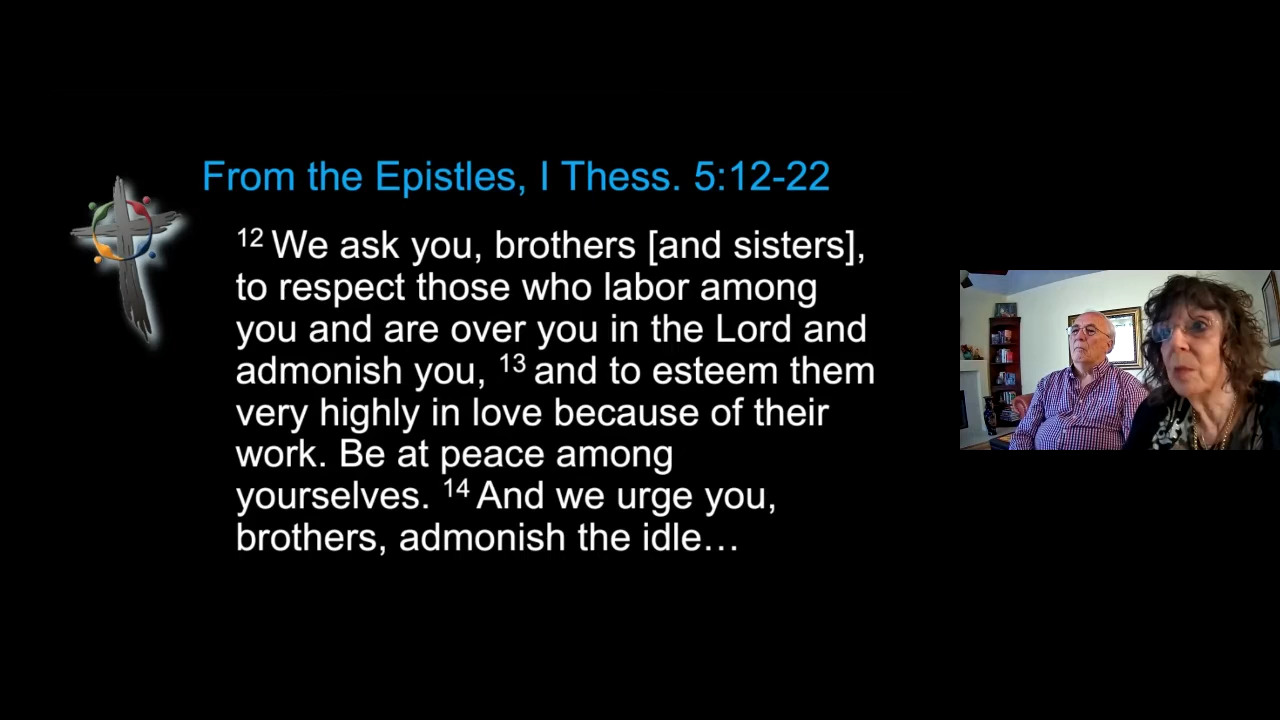 From the Epistles, I Thess. 5:12-22
12 We ask you, brothers [and sisters],
to respect those who labor among
you and are over you in the Lord and
admonish you, 13 and to esteem them
very highly in love because of their
work. Be at peace among
yourselves. 14 And we urge you,
brothers, admonish the idle…